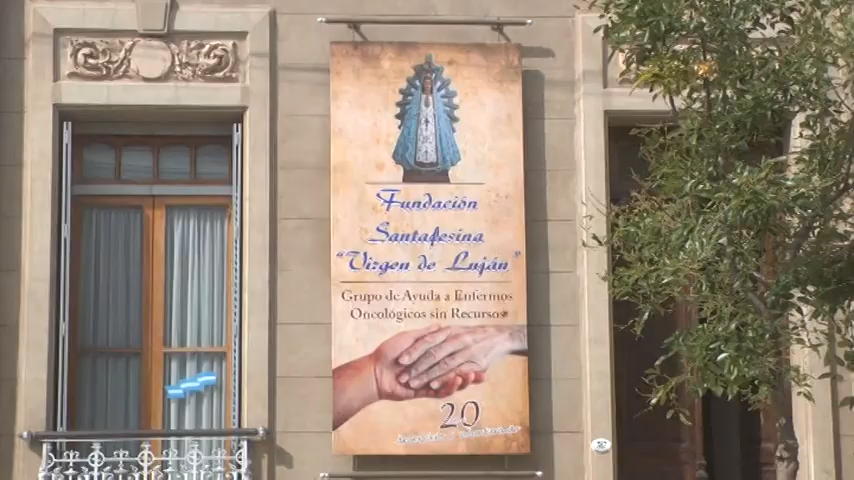 Fundación
Santafesina
"Virgen de Luján"
Grupo de Ayuda a Enfermos
Oncológicos sin Recursos
20